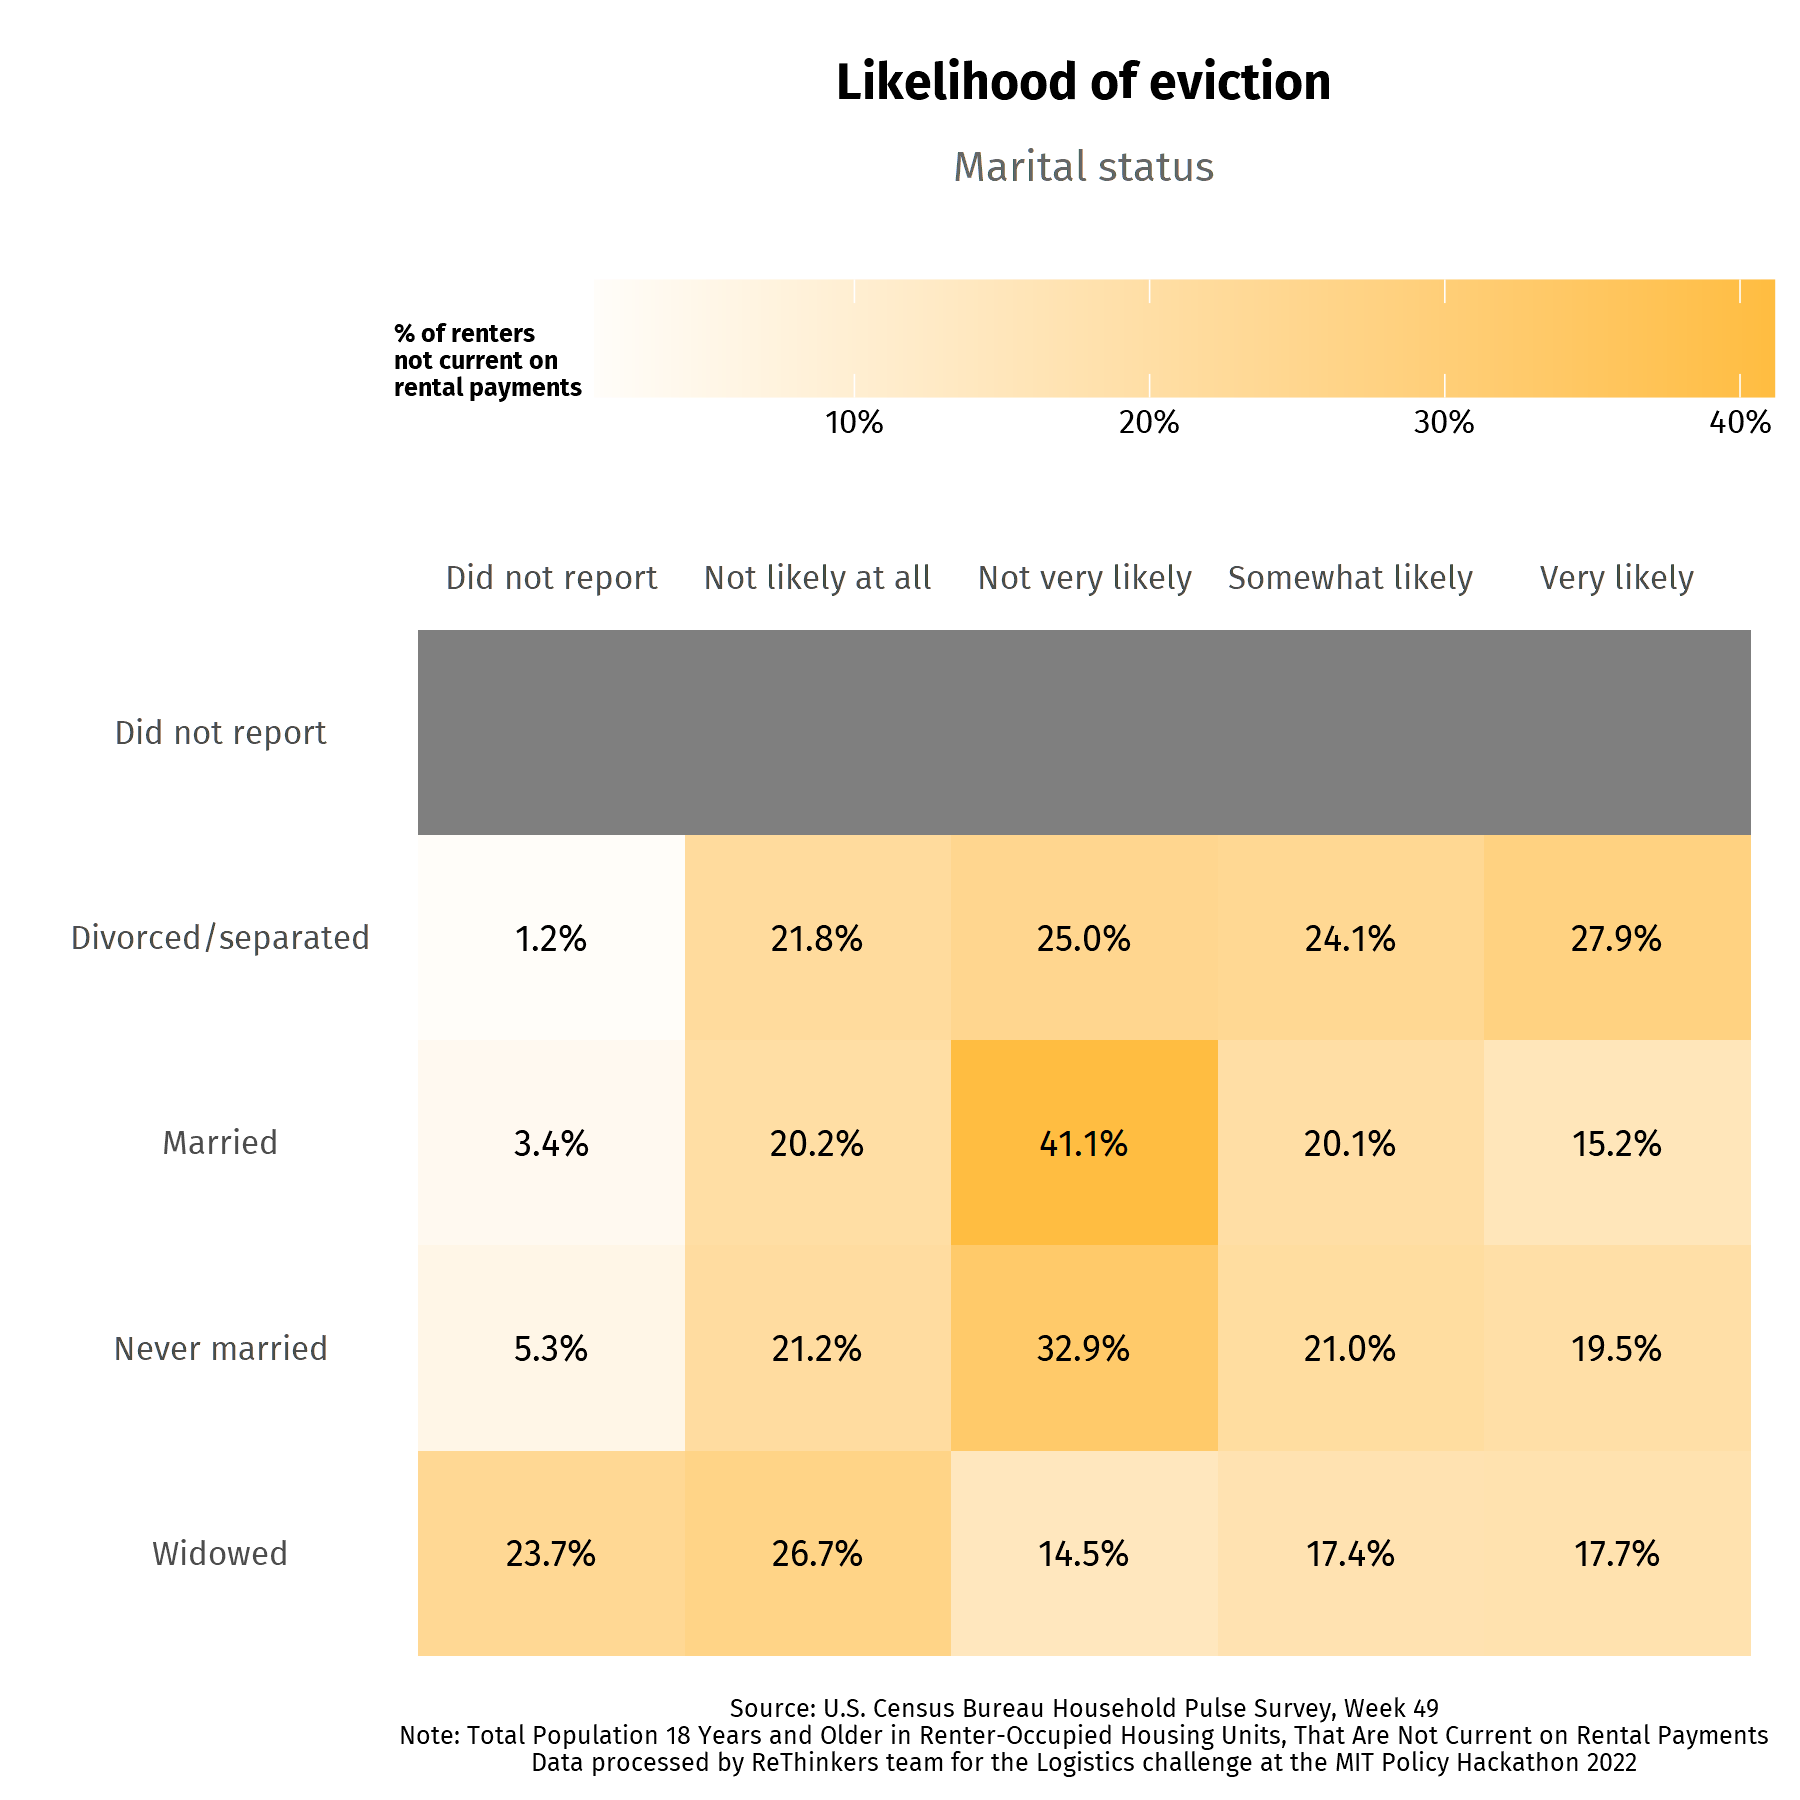 Likelihood of eviction
Marital status
% of renters
not current on
rental payments
10% 20% 30% 40%
Did not report Not likely at all Not very likely Somewhat likely Very likely
Did not report
Divorced/separated 1.2% 21.8% 25.0% 24.1% 27.9%
Married 3.4% 20.2% 41.1% 20.1% 15.2%
Never married 5.3% 21.2% 32.9% 21.0% 19.5%
Widowed 23.7% 26.7% 14.5% 17.4% 17.7%
Source: U.S. Census Bureau Household Pulse Survey, Week 49
Note: Total Population 18 Years and Older in Renter-Occupied Housing Units, That Are Not Current on Rental Payments
Data processed by ReThinkers team for the Logistics challenge at the MIT Policy Hackathon 2022